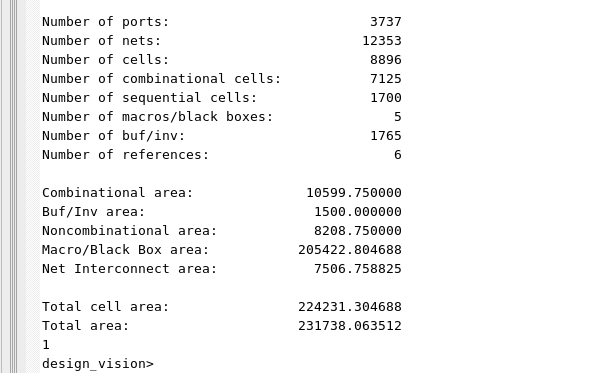 Number of ports: 3737
Number of nets: 12353
Number of cells: 8896
Number of combinational cells: 7125
Number of sequential cells: 1700
Number of macros/black boxes: 5
Number of buf/inv: 1765
Number of references: 6
Combinational area: 10599.750000
Buf/Inv area: 1500.000000
Noncombinational area: 8208.750000
Macro/Black Box area: 205422.804688
Net Interconnect area: 7506.758825
Total cell area: 224231.304688
Total area: 231738.063512
1
design_vision>